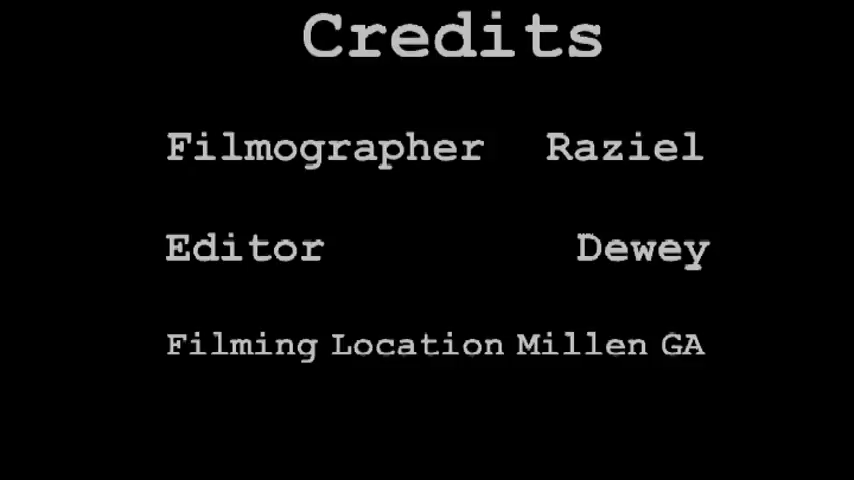 Credits
Filmographer Raziel
Editor Dewey
Filming Location Millen GA